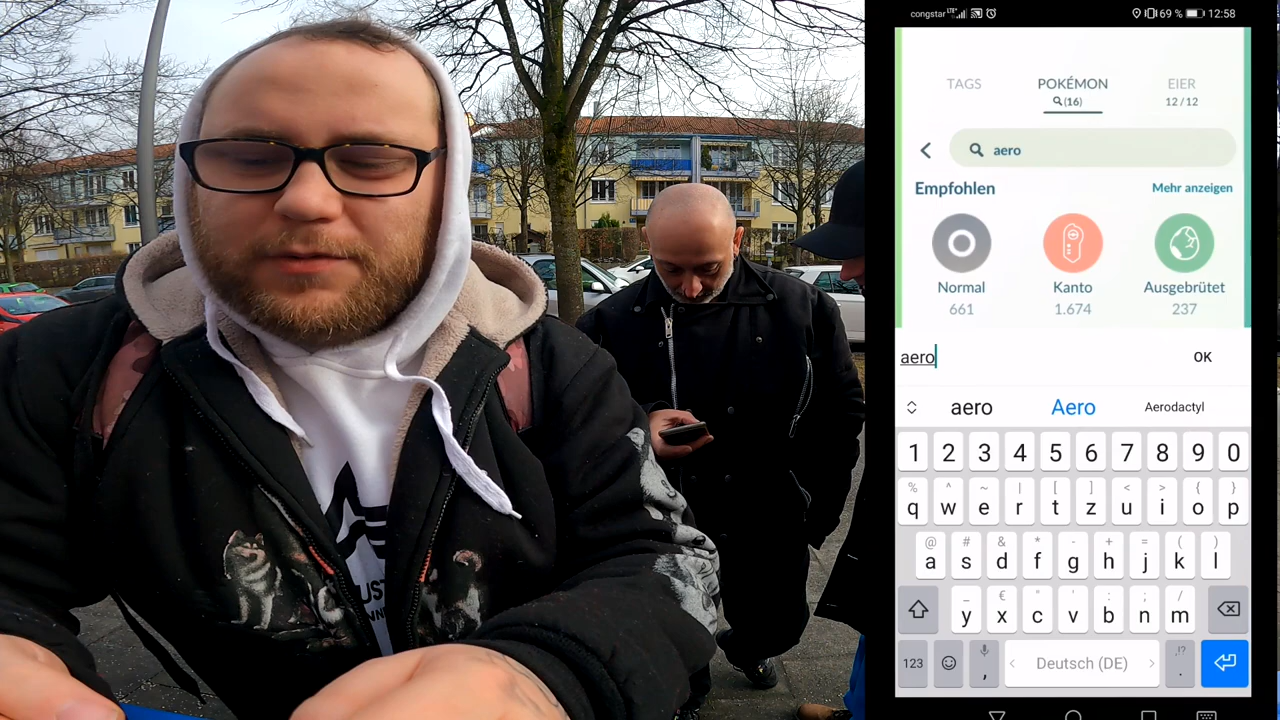 congstar LTE 69 % 12:58
TAGS POKÉMON EIER
(16) 12 / 12
aero
Empfohlen Mehr anzeigen
Normal Kanto Ausgebrütet
661 1.674 237
aero OK
aero Aero Aerodactyl
1 2 3 4 5 6 7 8 9 0
% ^ ~ | [ ] < > { }
q w e r t z u i o p
@ # & * - + = ( )
a s d f g h j k l
_ € " ' : ; /
y x c v b n m
123 , Deutsch (DE) .
,!?